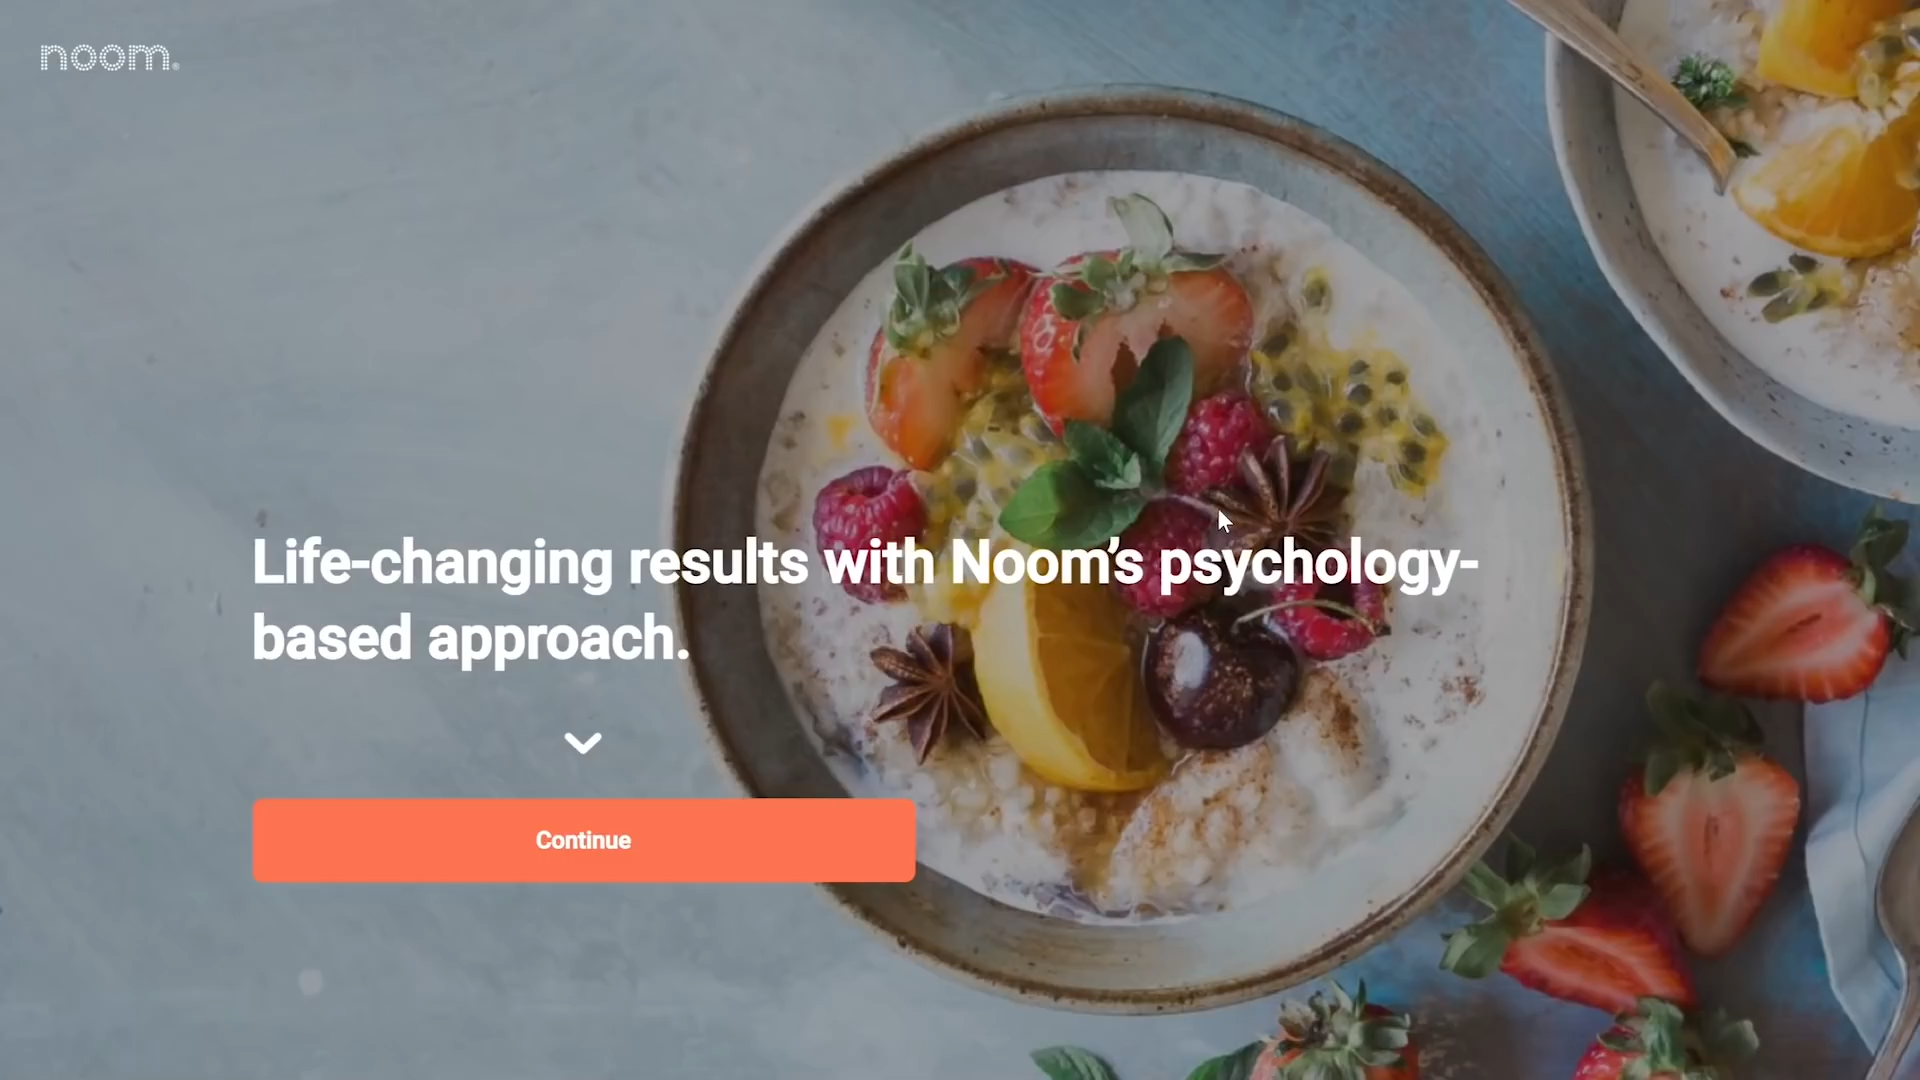 noom.
Life-changing results with Noom’s psychology-
based approach.
Continue